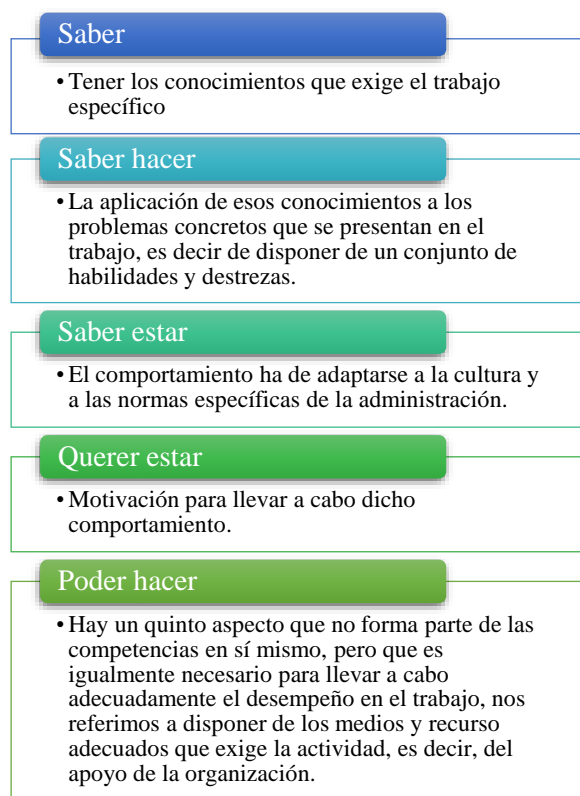 Saber
• Tener los conocimientos que exige el trabajo
específico
Saber hacer
• La aplicación de esos conocimientos a los
problemas concretos que se presentan en el
trabajo, es decir de disponer de un conjunto de
habilidades y destrezas.
Saber estar
• El comportamiento ha de adaptarse a la cultura y
a las normas específicas de la administración.
Querer estar
• Motivación para llevar a cabo dicho
comportamiento.
Poder hacer
• Hay un quinto aspecto que no forma parte de las
competencias en sí mismo, pero que es
igualmente necesario para llevar a cabo
adecuadamente el desempeño en el trabajo, nos
referimos a disponer de los medios y recurso
adecuados que exige la actividad, es decir, del
apoyo de la organización.